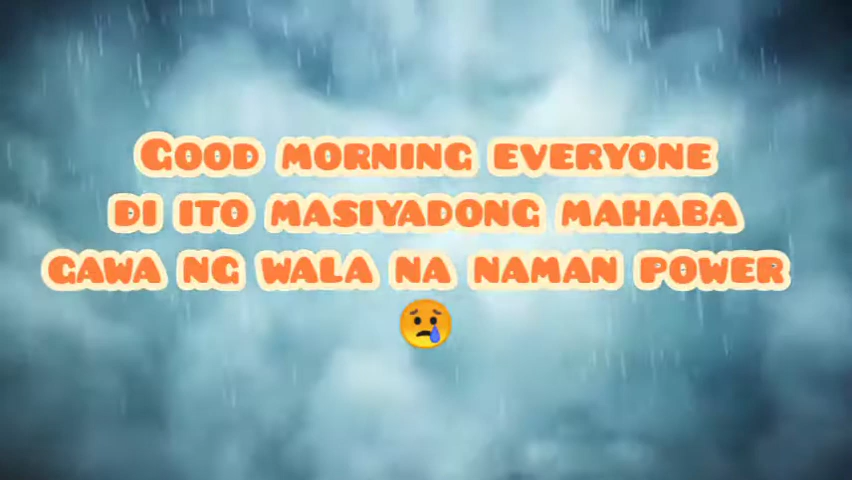 Good morning everyone
di ito masiyadong mahaba
gawa ng wala na naman power
😢